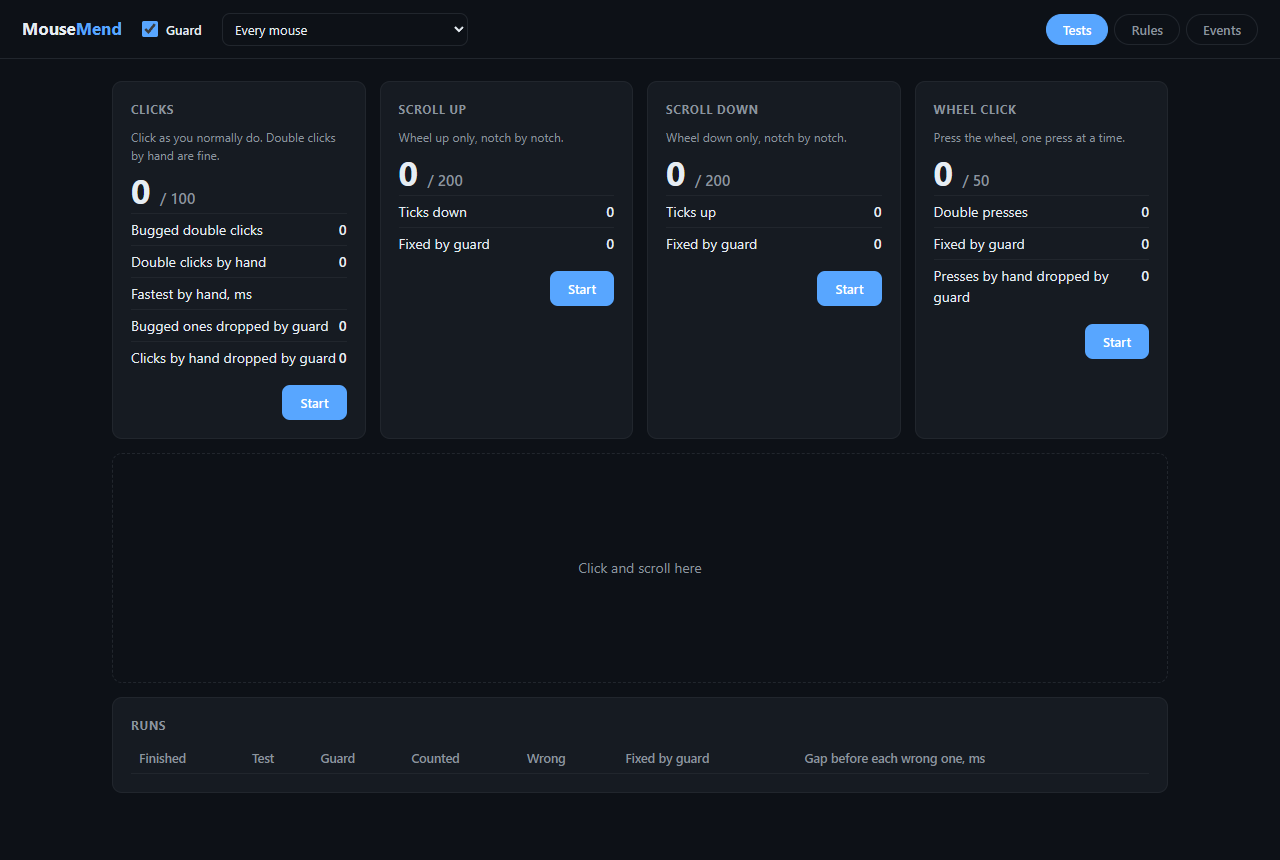 MouseMend Guard Every mouse Tests Rules Events
CLICKS
Click as you normally do. Double clicks
by hand are fine.
0 / 100
Bugged double clicks 0
Double clicks by hand 0
Fastest by hand, ms
Bugged ones dropped by guard 0
Clicks by hand dropped by guard 0
Start
SCROLL UP
Wheel up only, notch by notch.
0 / 200
Ticks down 0
Fixed by guard 0
Start
SCROLL DOWN
Wheel down only, notch by notch.
0 / 200
Ticks up 0
Fixed by guard 0
Start
WHEEL CLICK
Press the wheel, one press at a time.
0 / 50
Double presses 0
Fixed by guard 0
Presses by hand dropped by 0
guard
Start
Click and scroll here
RUNS
Finished Test Guard Counted Wrong Fixed by guard Gap before each wrong one, ms